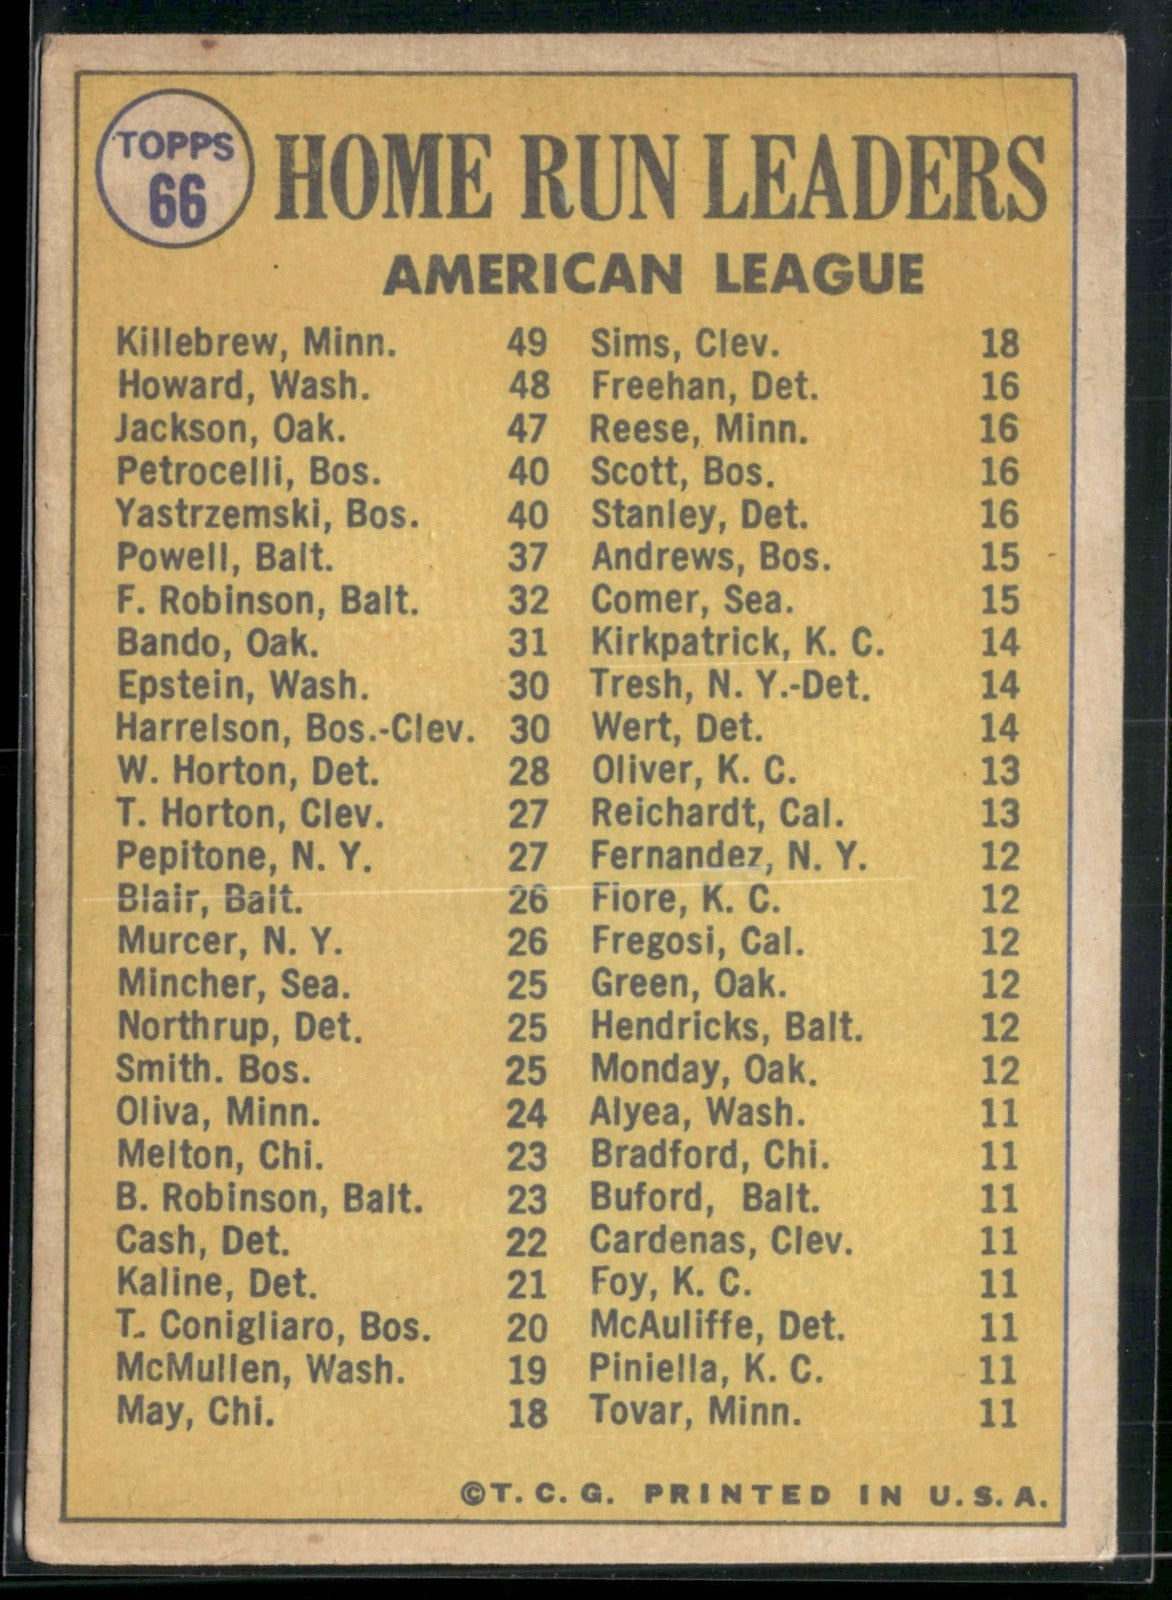 TOPPS
66
HOME RUN LEADERS
AMERICAN LEAGUE
Killebrew, Minn. 49
Howard, Wash. 48
Jackson, Oak. 47
Petrocelli, Bos. 40
Yastrzemski, Bos. 40
Powell, Balt. 37
F. Robinson, Balt. 32
Bando, Oak. 31
Epstein, Wash. 30
Harrelson, Bos.-Clev. 30
W. Horton, Det. 28
T. Horton, Clev. 27
Pepitone, N. Y. 27
Blair, Balt. 26
Murcer, N. Y. 26
Mincher, Sea. 25
Northrup, Det. 25
Smith. Bos. 25
Oliva, Minn. 24
Melton, Chi. 23
B. Robinson, Balt. 23
Cash, Det. 22
Kaline, Det. 21
T. Conigliaro, Bos. 20
McMullen, Wash. 19
May, Chi. 18
Sims, Clev. 18
Freehan, Det. 16
Reese, Minn. 16
Scott, Bos. 16
Stanley, Det. 16
Andrews, Bos. 15
Comer, Sea. 15
Kirkpatrick, K. C. 14
Tresh, N. Y.-Det. 14
Wert, Det. 14
Oliver, K. C. 13
Reichardt, Cal. 13
Fernandez, N. Y. 12
Fiore, K. C. 12
Fregosi, Cal. 12
Green, Oak. 12
Hendricks, Balt. 12
Monday, Oak. 12
Alyea, Wash. 11
Bradford, Chi. 11
Buford, Balt. 11
Cardenas, Clev. 11
Foy, K. C. 11
McAuliffe, Det. 11
Piniella, K. C. 11
Tovar, Minn. 11
©T. C. G. PRINTED IN U. S. A.